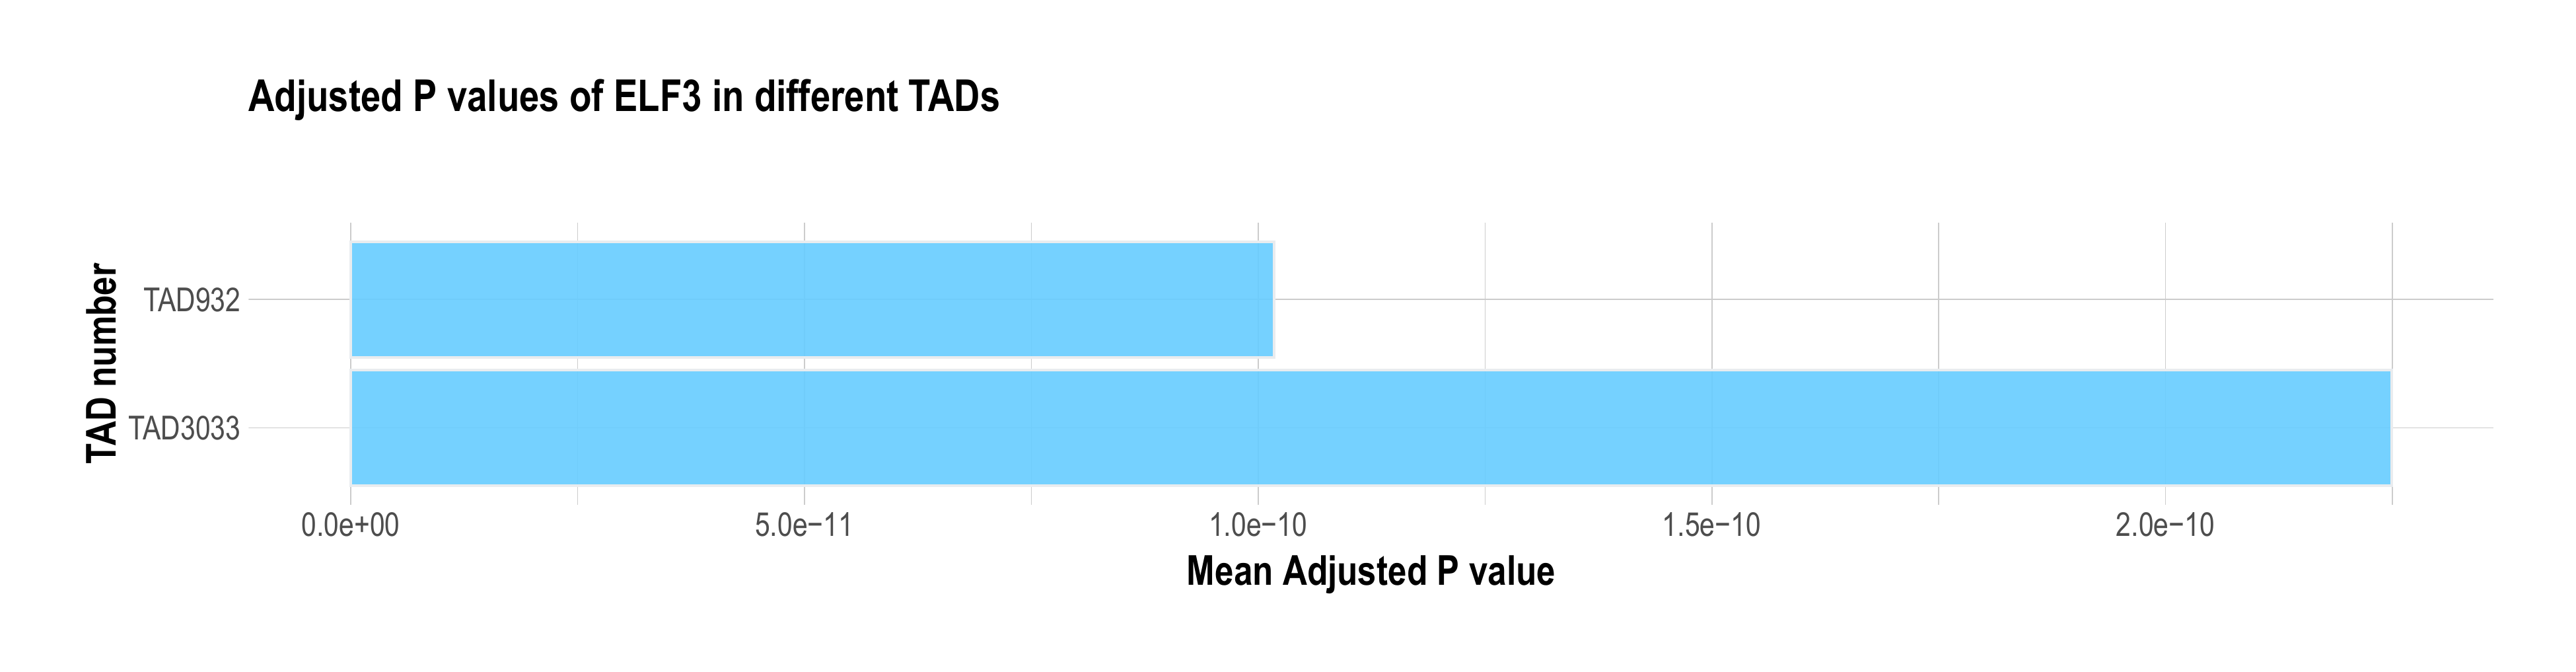 Adjusted P values of ELF3 in different TADs
TAD number
TAD932
TAD3033
0.0e+00
5.0e−11
1.0e−10
1.5e−10
2.0e−10
Mean Adjusted P value